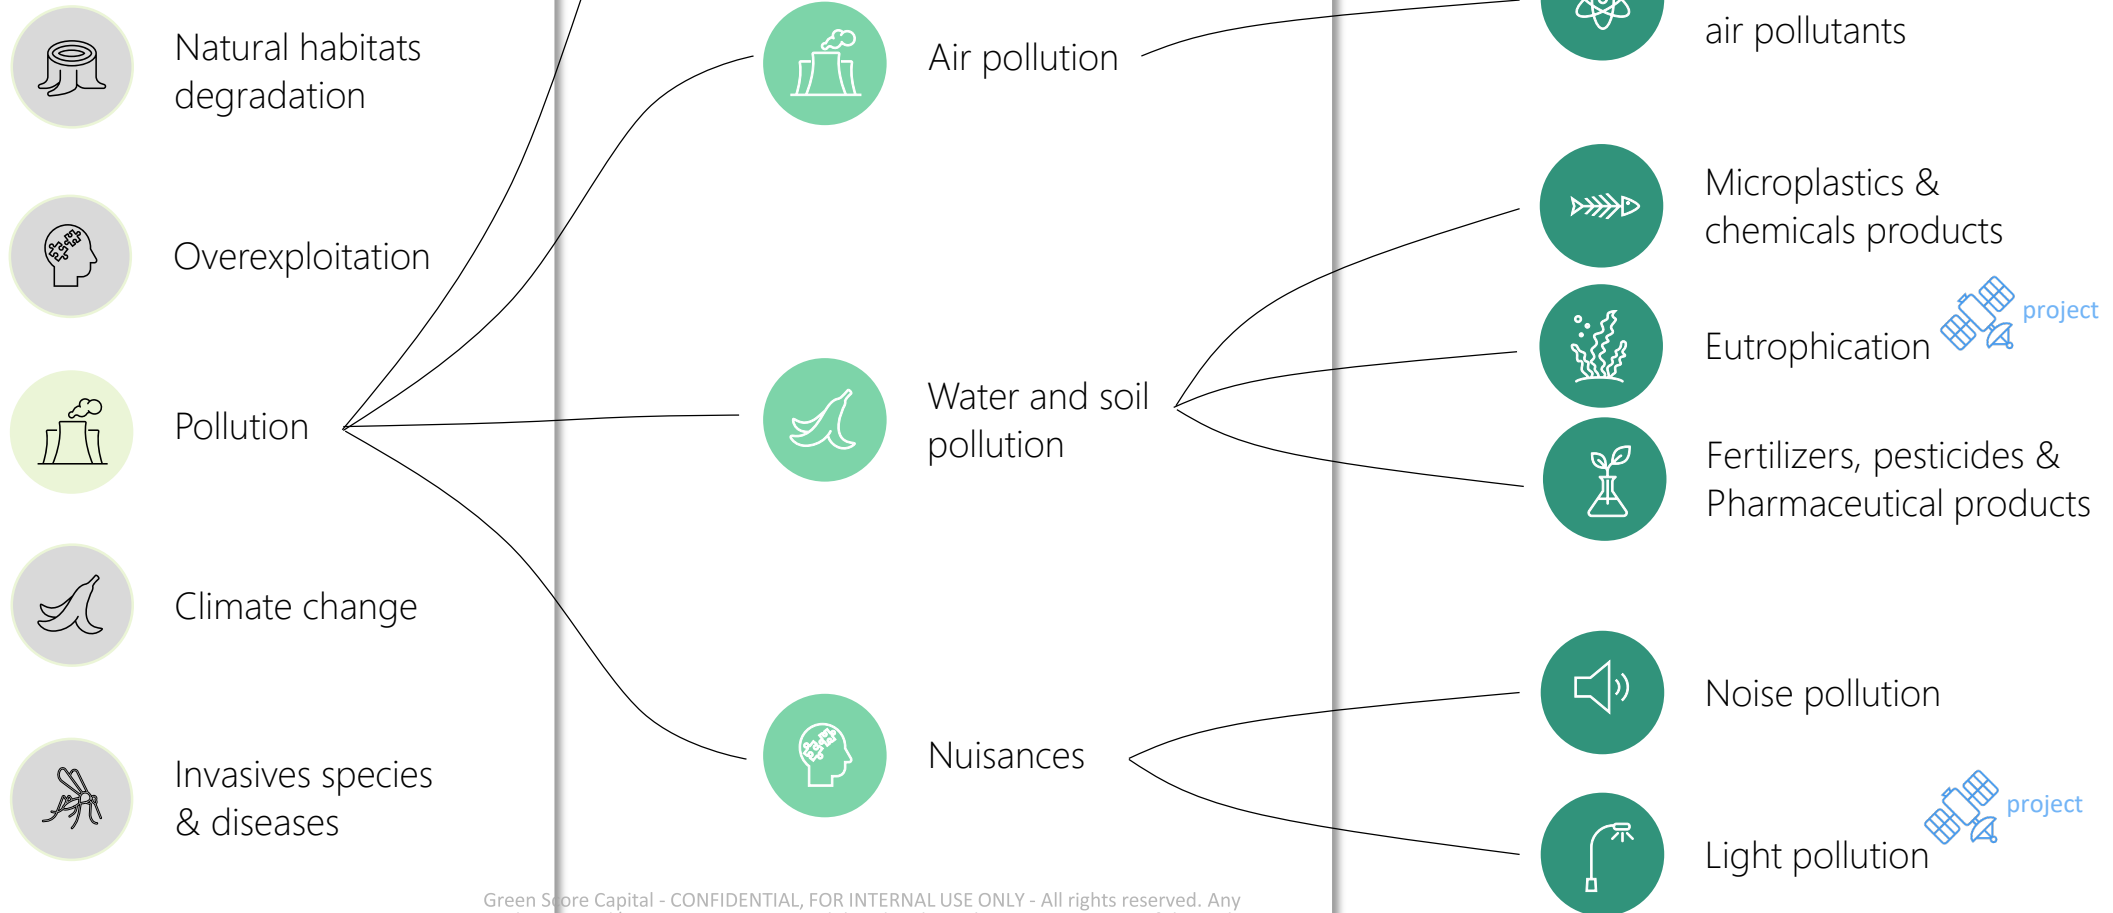 Natural habitats
degradation
Overexploitation
Pollution
Climate change
Invasives species
& diseases
Air pollution
Water and soil
pollution
Nuisances
air pollutants
Microplastics &
chemicals products
project
Eutrophication
Fertilizers, pesticides &
Pharmaceutical products
Noise pollution
project
Light pollution
Green Score Capital - CONFIDENTIAL, FOR INTERNAL USE ONLY - All rights reserved. Any